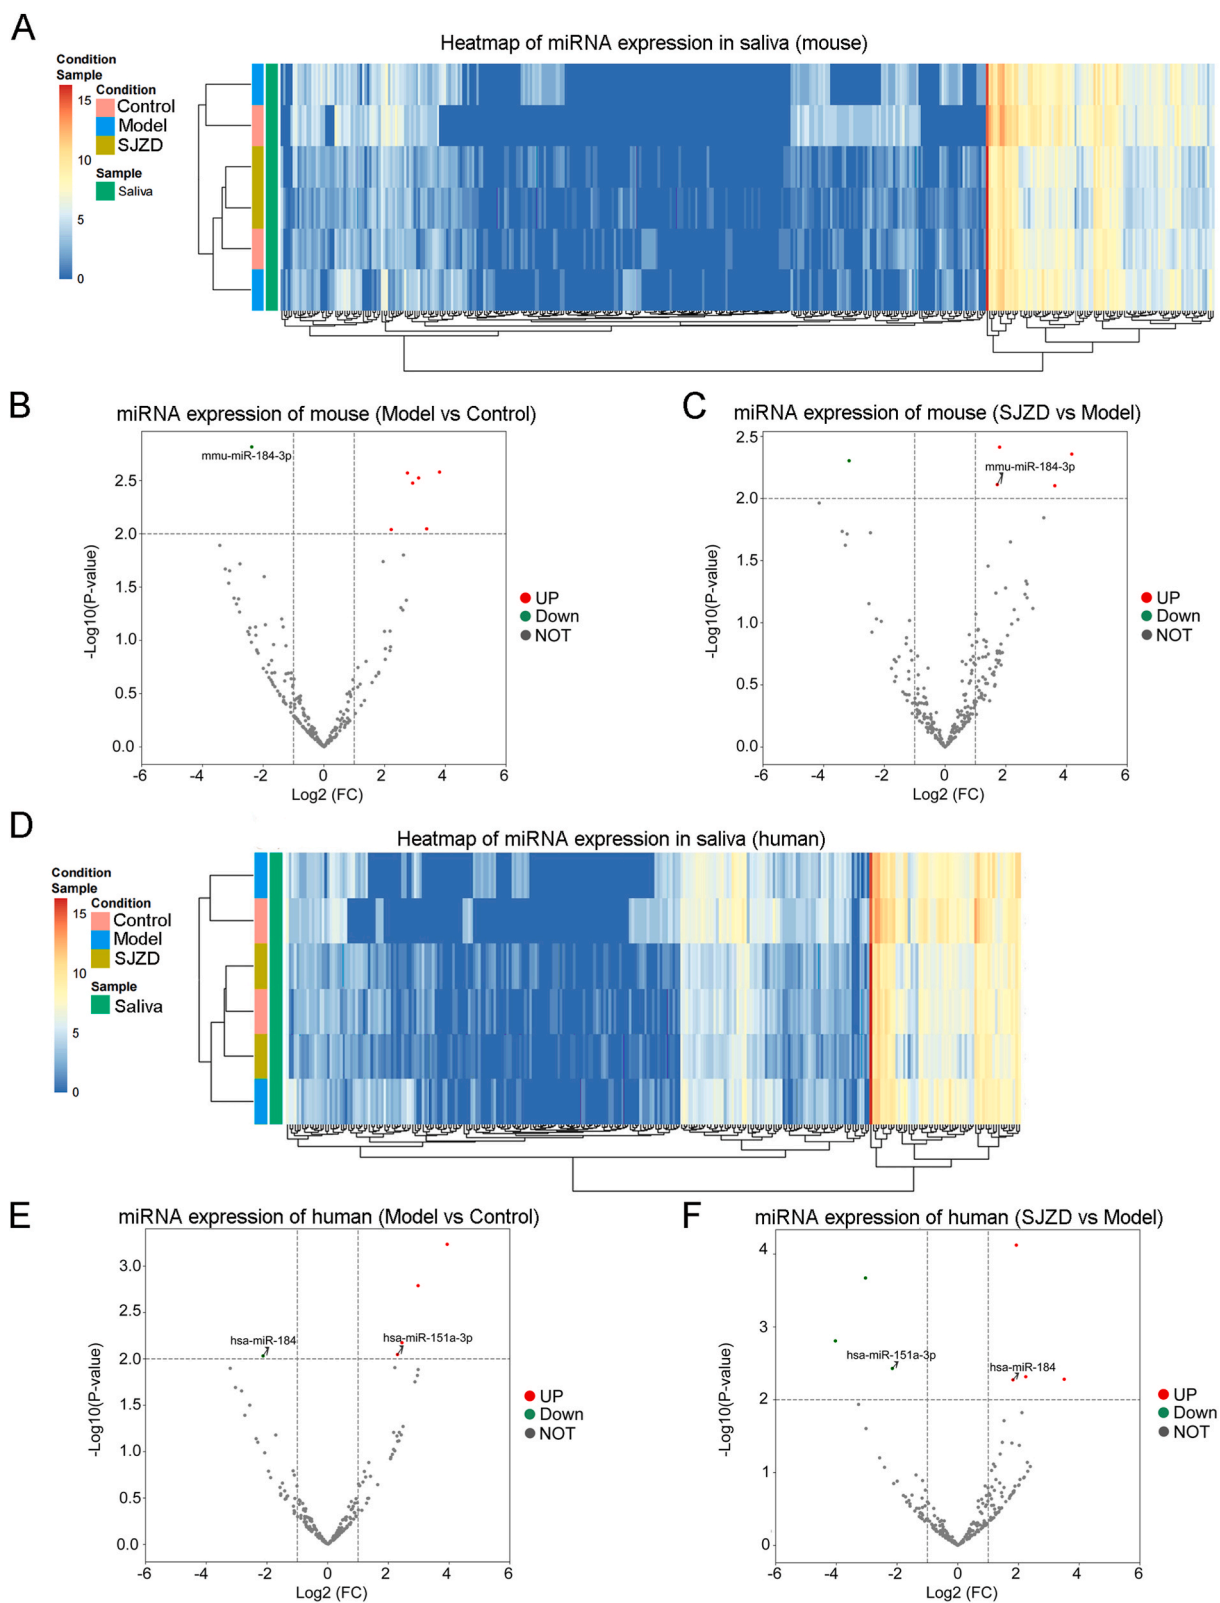 A
Heatmap of miRNA expression in saliva (mouse)
Condition
Sample
15
10
5
0
Condition
Control
Model
SJZD
Sample
Saliva
B
miRNA expression of mouse (Model vs Control)
mmu-miR-184-3p
2.5
2.0
1.5
1.0
0.5
0.0
-Log10(P-value)
-6 -4 -2 0 2 4 6
Log2 (FC)
UP
Down
NOT
C
miRNA expression of mouse (SJZD vs Model)
mmu-miR-184-3p
2.5
2.0
1.5
1.0
0.5
0.0
-Log10(P-value)
-6 -4 -2 0 2 4 6
Log2 (FC)
UP
Down
NOT
D
Heatmap of miRNA expression in saliva (human)
Condition
Sample
15
10
5
0
Condition
Control
Model
SJZD
Sample
Saliva
E
miRNA expression of human (Model vs Control)
hsa-miR-184
hsa-miR-151a-3p
3.0
2.5
2.0
1.5
1.0
0.5
0.0
-Log10(P-value)
-6 -4 -2 0 2 4 6
Log2 (FC)
UP
Down
NOT
F
miRNA expression of human (SJZD vs Model)
hsa-miR-151a-3p
hsa-miR-184
4
3
2
1
0
-Log10(P-value)
-6 -4 -2 0 2 4 6
Log2 (FC)
UP
Down
NOT